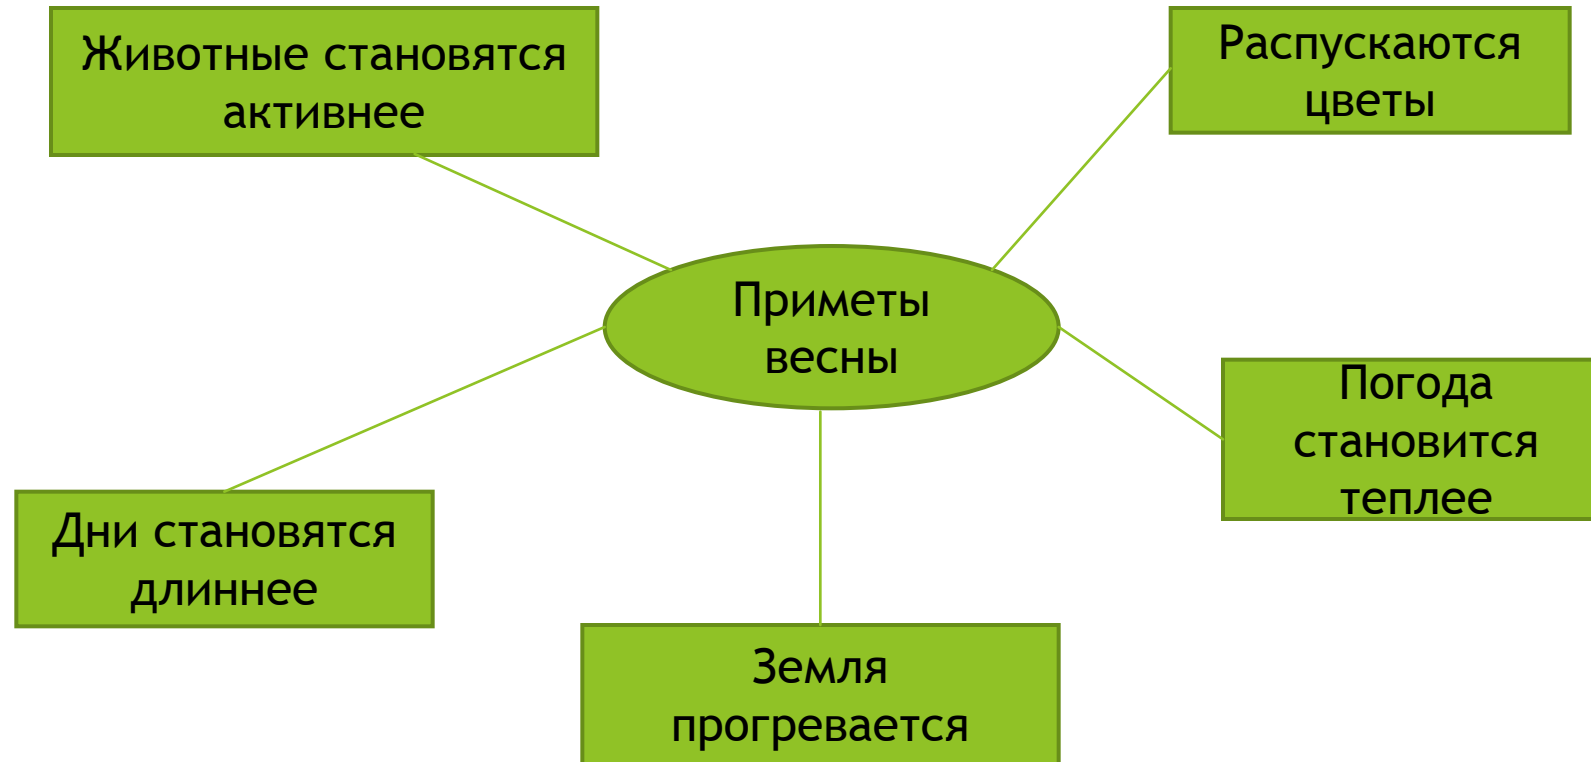 Животные становятся
активнее
Распускаются
цветы
Приметы
весны
Погода
становится
теплее
Дни становятся
длиннее
Земля
прогревается